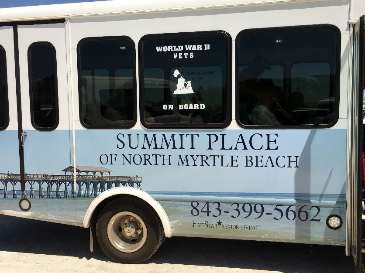 WORLD WAR II
VETS
ON BOARD
SUMMIT PLACE
OF NORTH MYRTLE BEACH
843-399-5662